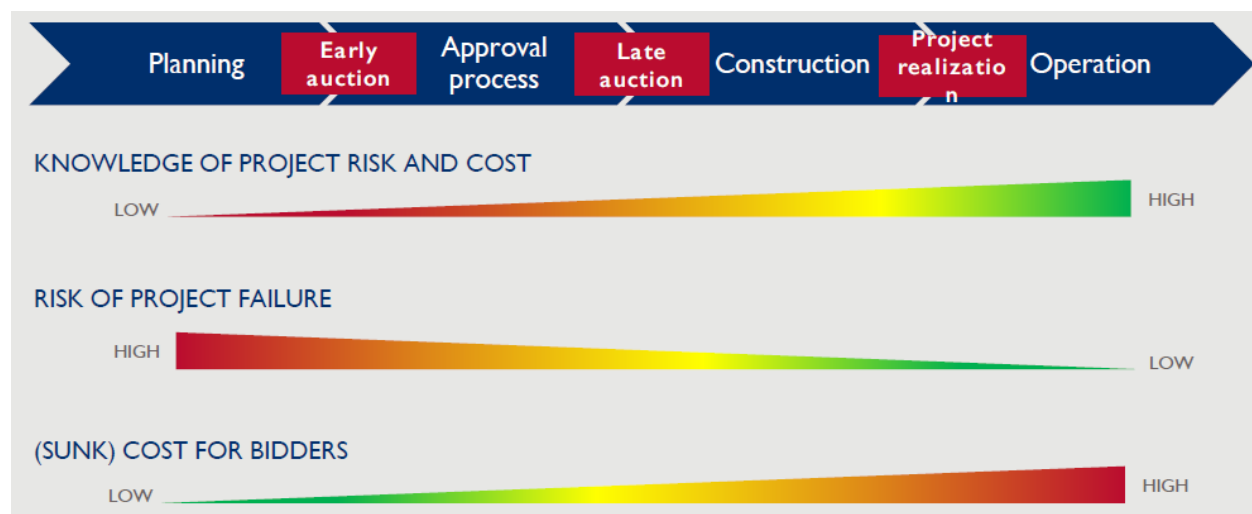 Planning
Early
auction
Approval
process
Late
auction
Construction
Project
realizatio
n
Operation
KNOWLEDGE OF PROJECT RISK AND COST
LOW
HIGH
RISK OF PROJECT FAILURE
HIGH
LOW
(SUNK) COST FOR BIDDERS
LOW
HIGH